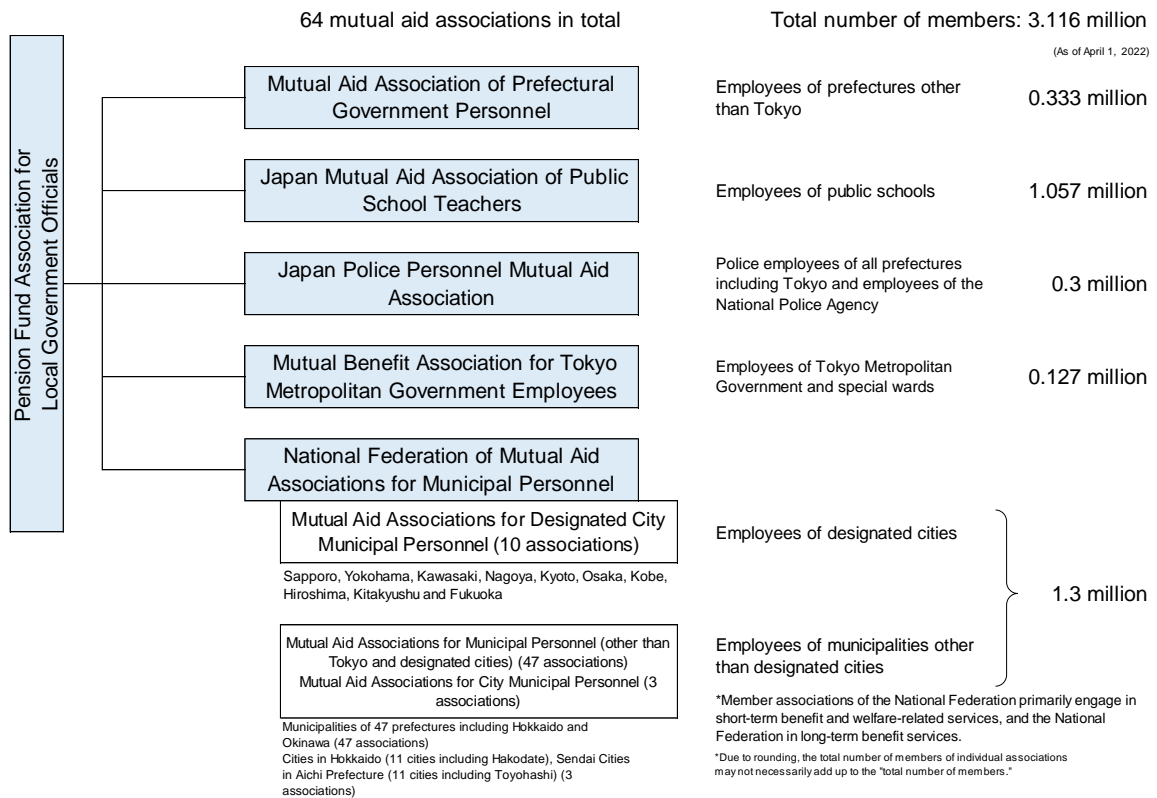 64 mutual aid associations in total
Total number of members: 3.116 million
(As of April 1, 2022)
Pension Fund Association for
Local Government Officials
Mutual Aid Association of Prefectural
Government Personnel
Employees of prefectures other
than Tokyo
0.333 million
Japan Mutual Aid Association of Public
School Teachers
Employees of public schools
1.057 million
Japan Police Personnel Mutual Aid
Association
Police employees of all prefectures
including Tokyo and employees of the
National Police Agency
0.3 million
Mutual Benefit Association for Tokyo
Metropolitan Government Employees
Employees of Tokyo Metropolitan
Government and special wards
0.127 million
National Federation of Mutual Aid
Associations for Municipal Personnel
Mutual Aid Associations for Designated City
Municipal Personnel (10 associations)
Employees of designated cities
Sapporo, Yokohama, Kawasaki, Nagoya, Kyoto, Osaka, Kobe,
Hiroshima, Kitakyushu and Fukuoka
1.3 million
Mutual Aid Associations for Municipal Personnel (other than
Tokyo and designated cities) (47 associations)
Mutual Aid Associations for City Municipal Personnel (3
associations)
Employees of municipalities other
than designated cities
Municipalities of 47 prefectures including Hokkaido and
Okinawa (47 associations)
Cities in Hokkaido (11 cities including Hakodate), Sendai Cities
in Aichi Prefecture (11 cities including Toyohashi) (3
associations)
*Member associations of the National Federation primarily engage in
short-term benefit and welfare-related services, and the National
Federation in long-term benefit services.
*Due to rounding, the total number of members of individual associations
may not necessarily add up to the "total number of members."